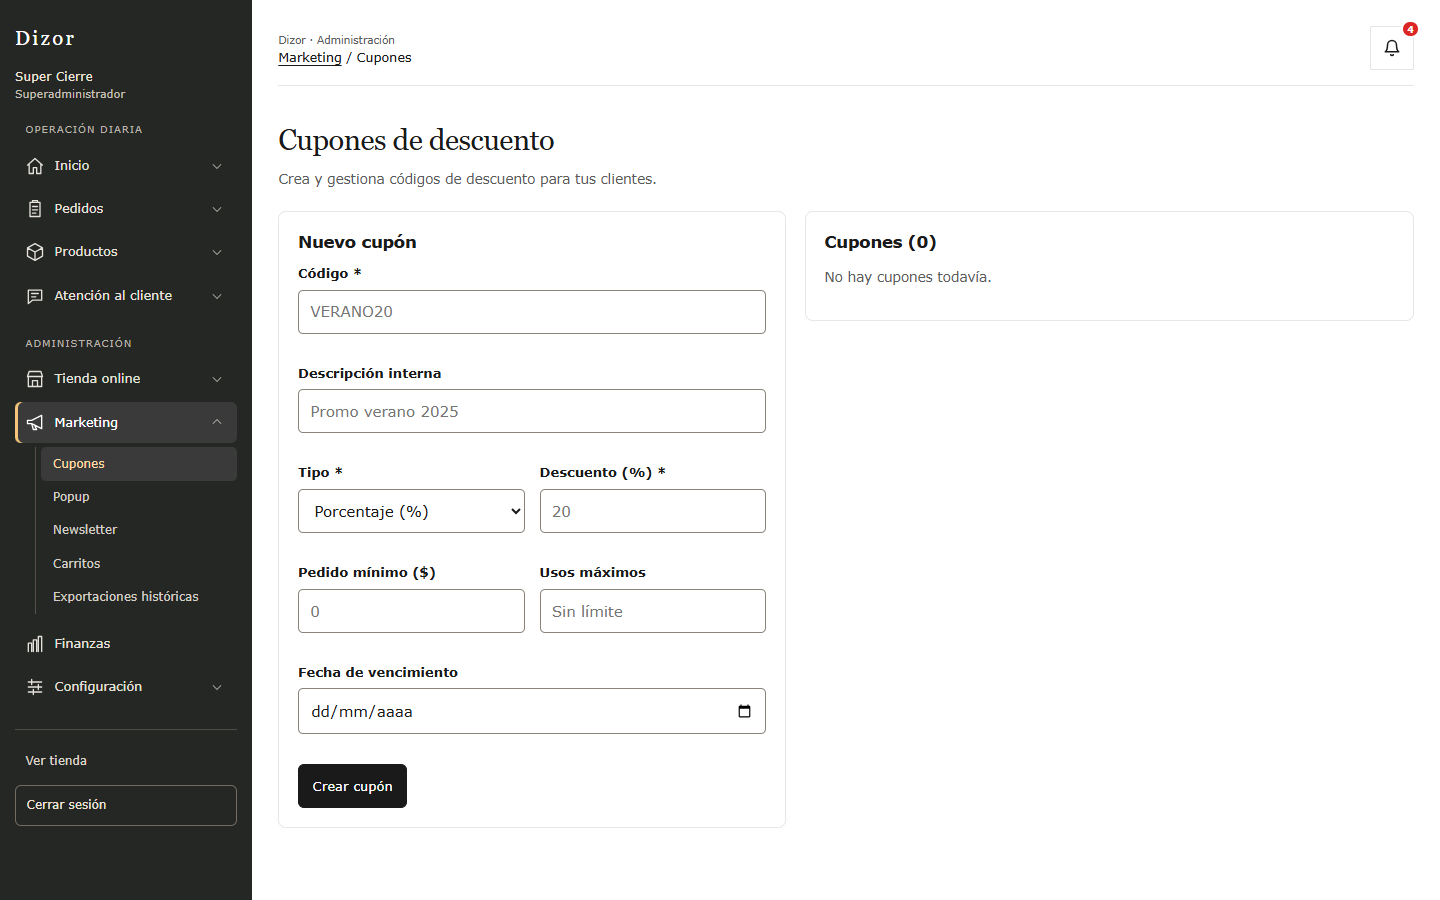 Dizor
Super Cierre
Superadministrador
OPERACIÓN DIARIA
Inicio
Pedidos
Productos
Atención al cliente
ADMINISTRACIÓN
Tienda online
Marketing
Cupones
Popup
Newsletter
Carritos
Exportaciones históricas
Finanzas
Configuración
Ver tienda
Cerrar sesión
Dizor · Administración
Marketing / Cupones
4
Cupones de descuento
Crea y gestiona códigos de descuento para tus clientes.
Nuevo cupón
Código *
VERANO20
Descripción interna
Promo verano 2025
Tipo * Descuento (%) *
Porcentaje (%) 20
Pedido mínimo ($) Usos máximos
0 Sin límite
Fecha de vencimiento
dd/mm/aaaa
Crear cupón
Cupones (0)
No hay cupones todavía.